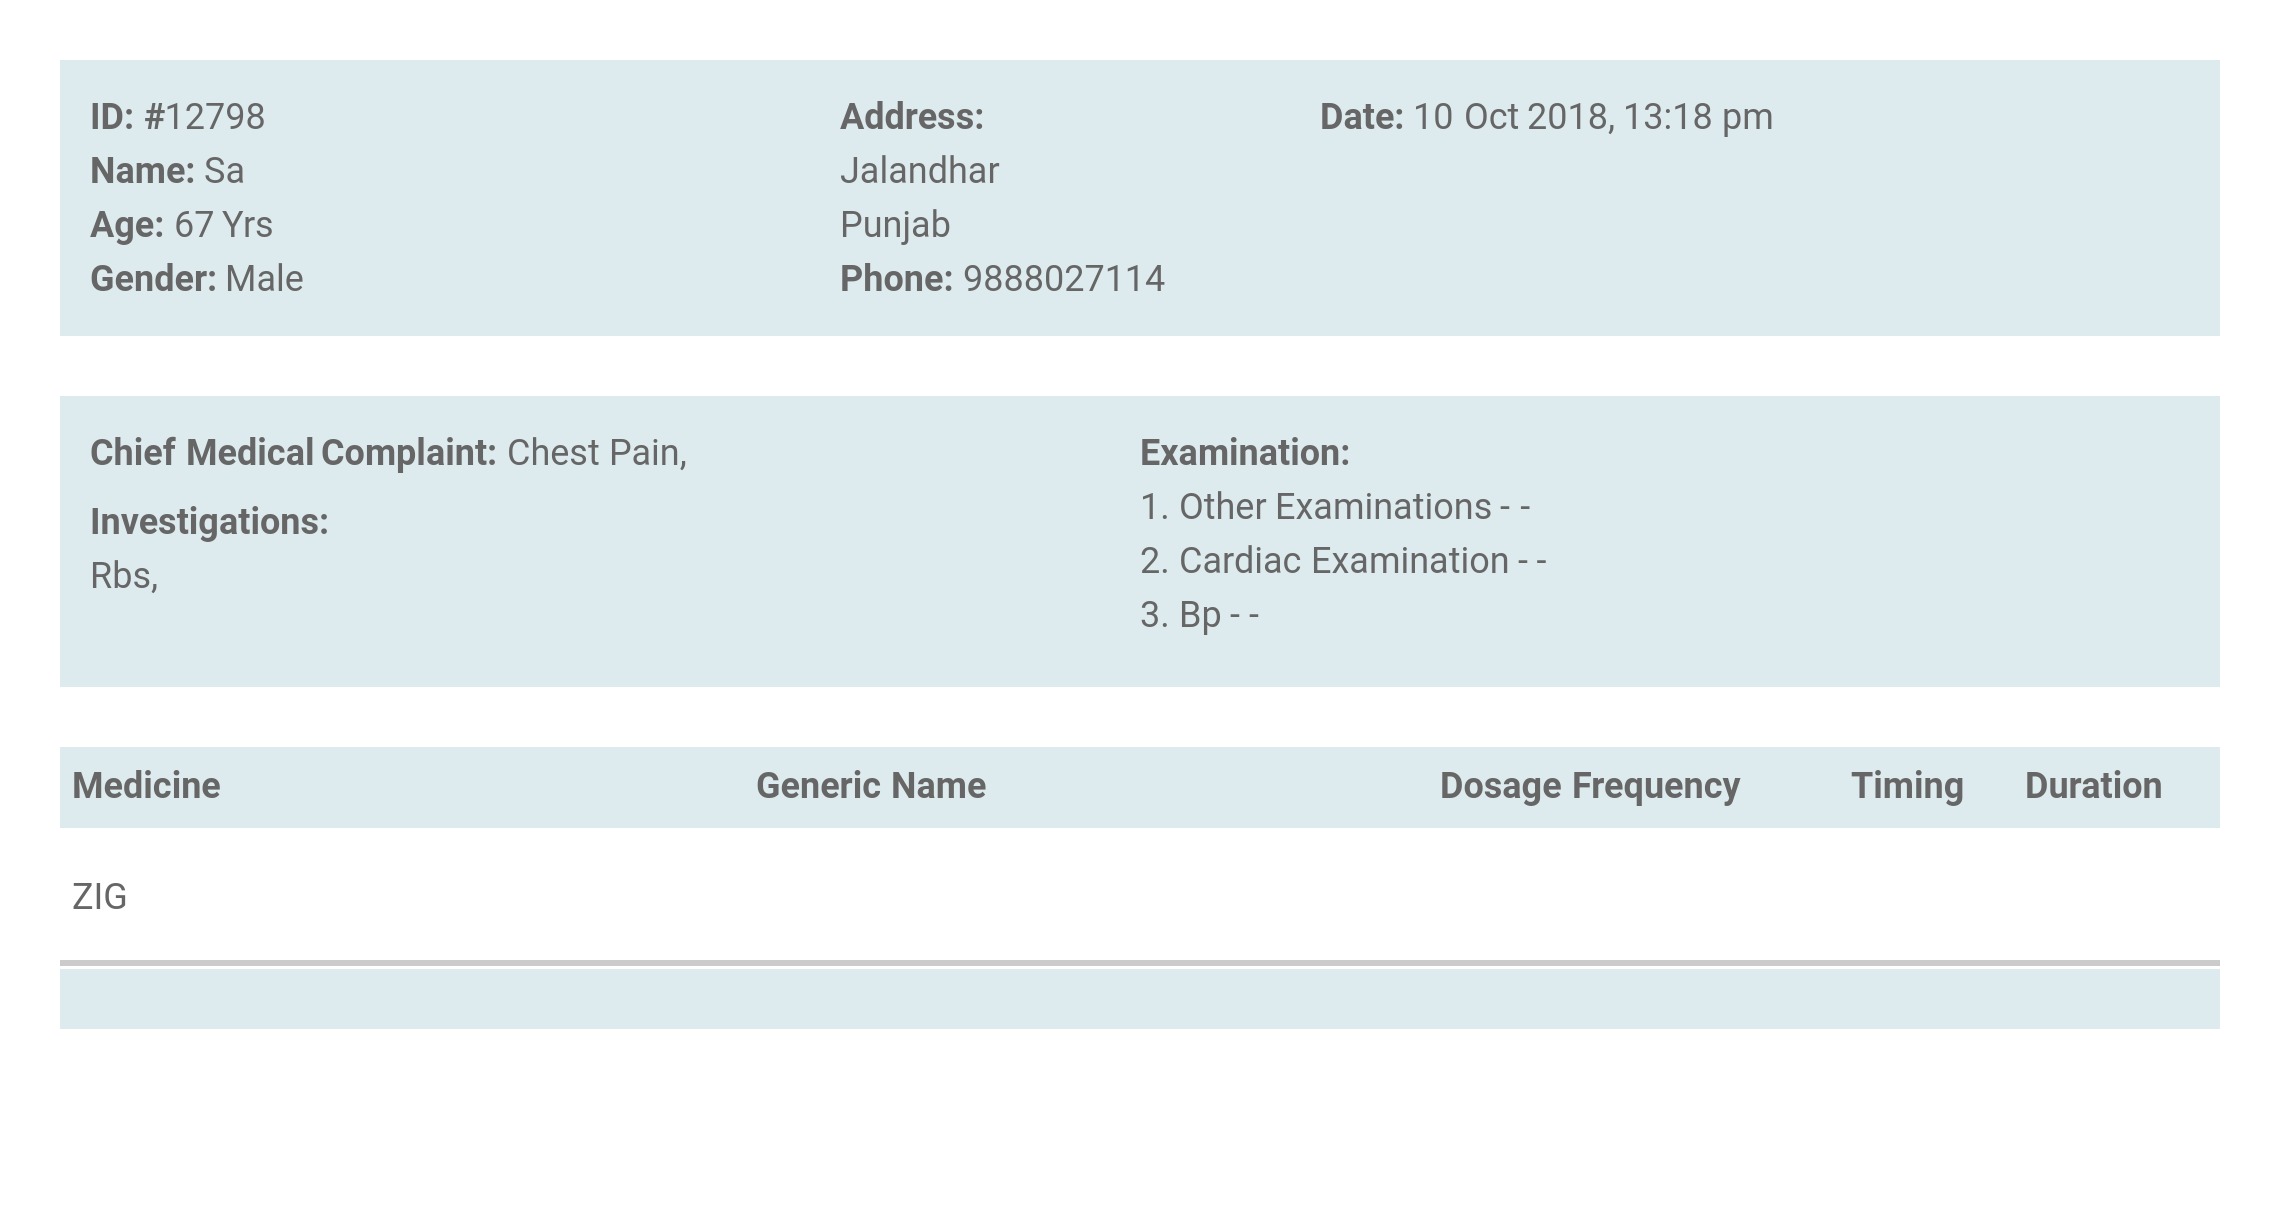 ID: #12798
Name: Sa
Age: 67 Yrs
Gender: Male
Address:
Jalandhar
Punjab
Phone: 9888027114
Date: 10 Oct 2018, 13:18 pm
Chief Medical Complaint: Chest Pain,
Investigations:
Rbs,
Examination:
1. Other Examinations - -
2. Cardiac Examination - -
3. Bp - -
Medicine Generic Name Dosage Frequency Timing Duration
ZIG